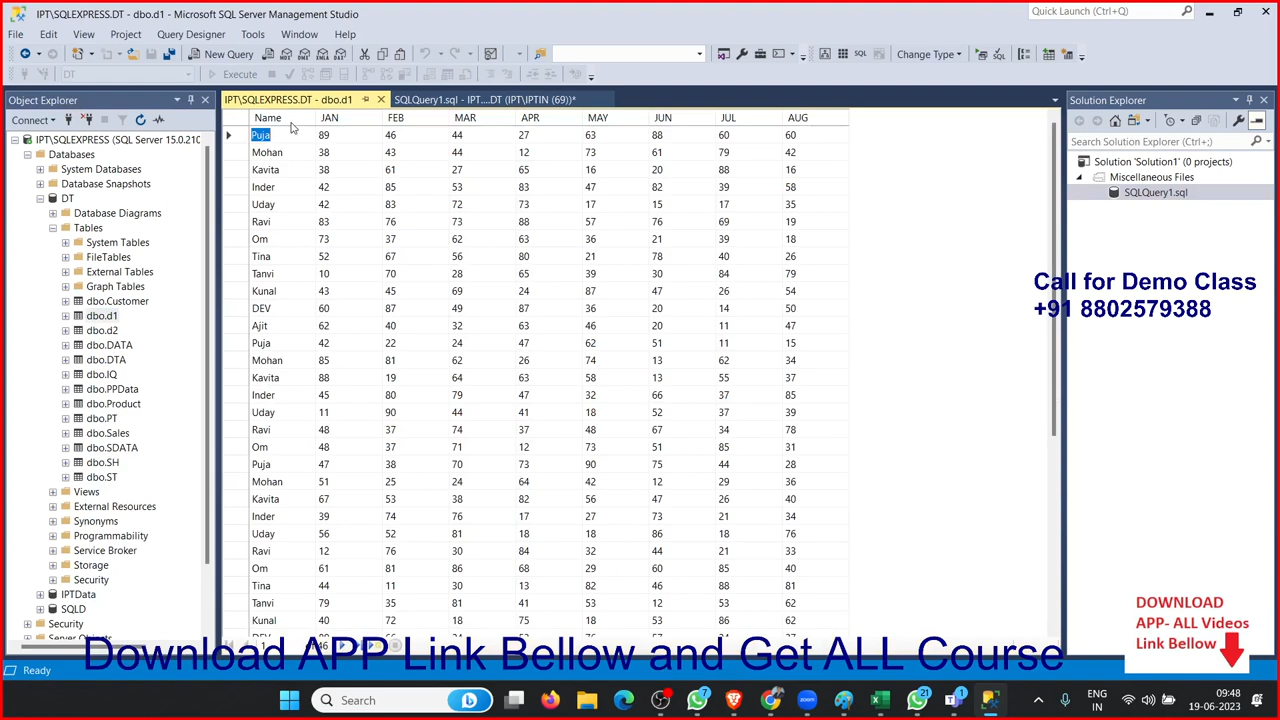 IPT\SQLEXPRESS.DT - dbo.d1 - Microsoft SQL Server Management Studio
Quick Launch (Ctrl+Q)
File Edit View Project Query Designer Tools Window Help
New Query
MDX DMX XMLA DAX
Change Type
SQL
DT
Execute
Object Explorer
Connect
IPT\SQLEXPRESS (SQL Server 15.0.210
Databases
System Databases
Database Snapshots
DT
Database Diagrams
Tables
System Tables
FileTables
External Tables
Graph Tables
dbo.Customer
dbo.d1
dbo.d2
dbo.DATA
dbo.DTA
dbo.IQ
dbo.PPData
dbo.Product
dbo.PT
dbo.Sales
dbo.SDATA
dbo.SH
dbo.ST
Views
External Resources
Synonyms
Programmability
Service Broker
Storage
Security
IPTData
SQLD
Security
IPT\SQLEXPRESS.DT - dbo.d1
SQLQuery1.sql - IPT....DT (IPT\IPTIN (69))*
Name JAN FEB MAR APR MAY JUN JUL AUG
Puja 89 46 44 27 63 88 60 60
Mohan 38 43 44 12 73 61 79 42
Kavita 38 61 27 65 16 20 88 16
Inder 42 85 53 83 47 82 39 58
Uday 42 83 72 73 17 15 17 35
Ravi 83 76 73 88 57 76 69 19
Om 73 37 62 63 36 21 39 18
Tina 52 67 56 80 21 78 40 26
Tanvi 10 70 28 65 39 30 84 79
Kunal 43 45 69 24 87 47 26 54
DEV 60 87 49 87 36 20 14 50
Ajit 62 40 32 63 46 20 11 47
Puja 42 22 24 47 62 51 11 15
Mohan 85 81 62 26 74 13 62 34
Kavita 88 19 64 63 58 13 55 37
Inder 45 80 79 47 32 66 37 85
Uday 11 90 44 41 18 52 37 39
Ravi 48 37 74 37 48 67 34 78
Om 48 37 71 12 73 51 85 31
Puja 47 38 70 73 90 75 44 28
Mohan 51 25 24 64 42 12 29 36
Kavita 67 53 38 82 56 47 26 40
Inder 39 74 76 17 27 73 21 34
Uday 56 52 81 18 18 86 18 76
Ravi 12 76 30 84 32 44 21 33
Om 61 81 86 68 29 60 85 40
Tina 44 11 30 13 82 46 88 81
Tanvi 79 35 81 41 53 12 53 62
Kunal 40 72 18 75 18 53 86 62
Solution Explorer
Search Solution Explorer (Ctrl+;)
Solution 'Solution1' (0 projects)
Miscellaneous Files
SQLQuery1.sql
Call for Demo Class
+91 8802579388
DOWNLOAD
APP- ALL Videos
Link Bellow
Download APP Link Bellow and Get ALL Course
Ready
Search
7
21
1
ENG
IN
09:48
19-06-2023